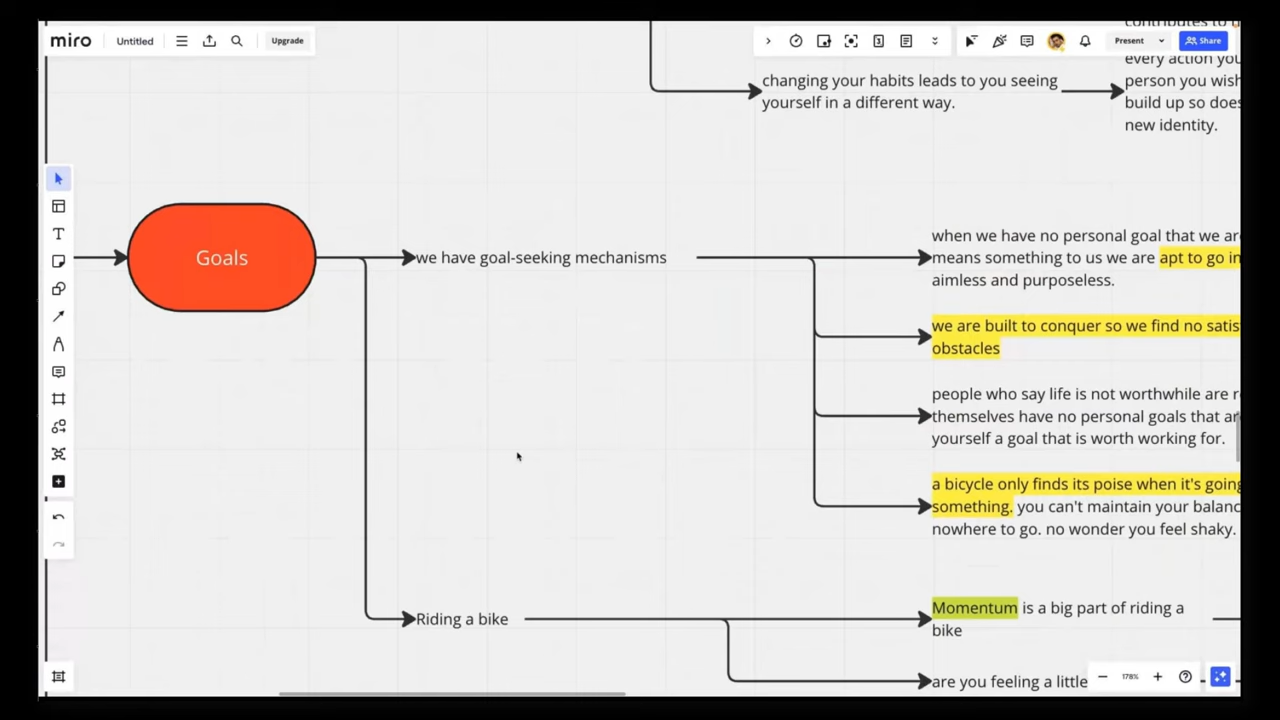 miro
Untitled
Upgrade
Present
Share
every action you
changing your habits leads to you seeing
yourself in a different way.
person you wish
build up so does
new identity.
Goals
we have goal-seeking mechanisms
when we have no personal goal that we
means something to us we are apt to go in
aimless and purposeless.
we are built to conquer so we find no
obstacles
people who say life is not worthwhile are
themselves have no personal goals that
yourself a goal that is worth working for.
a bicycle only finds its poise when it's going
something. you can't maintain your
nowhere to go. no wonder you feel shaky.
Riding a bike
Momentum is a big part of riding a
bike
are you feeling a little
178%